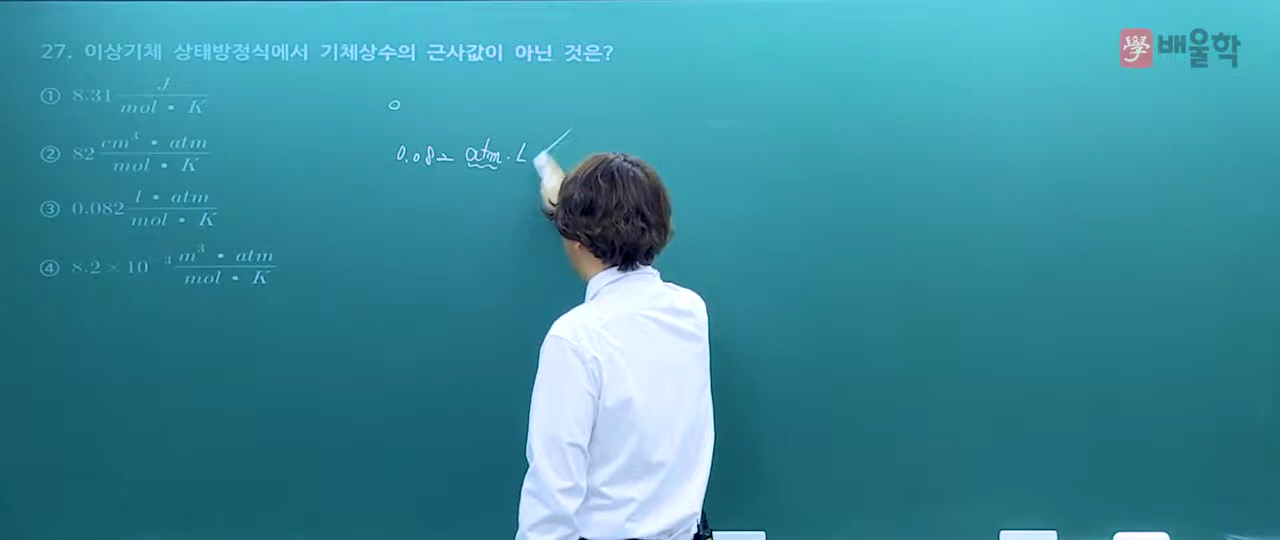 27. 이상기체 상태방정식에서 기체상수의 근사값이 아닌 것은?
① 8.31 J / mol • K
② 82 cm³ • atm / mol • K
③ 0.082 l • atm / mol • K
④ 8.2×10⁻³ m³ • atm / mol • K
0.082 atm·L /
學 배울학